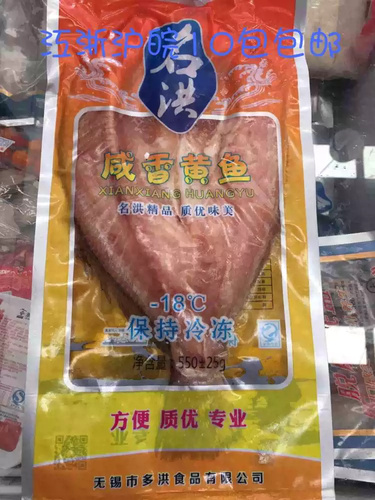 江浙沪皖10包包邮
名洪
咸香黄鱼
XIANXIANG HUANGYU
名洪精品 质优味美
-18℃
保持冷冻
净含量：550±25g
方便 质优 专业
无锡市多洪食品有限公司